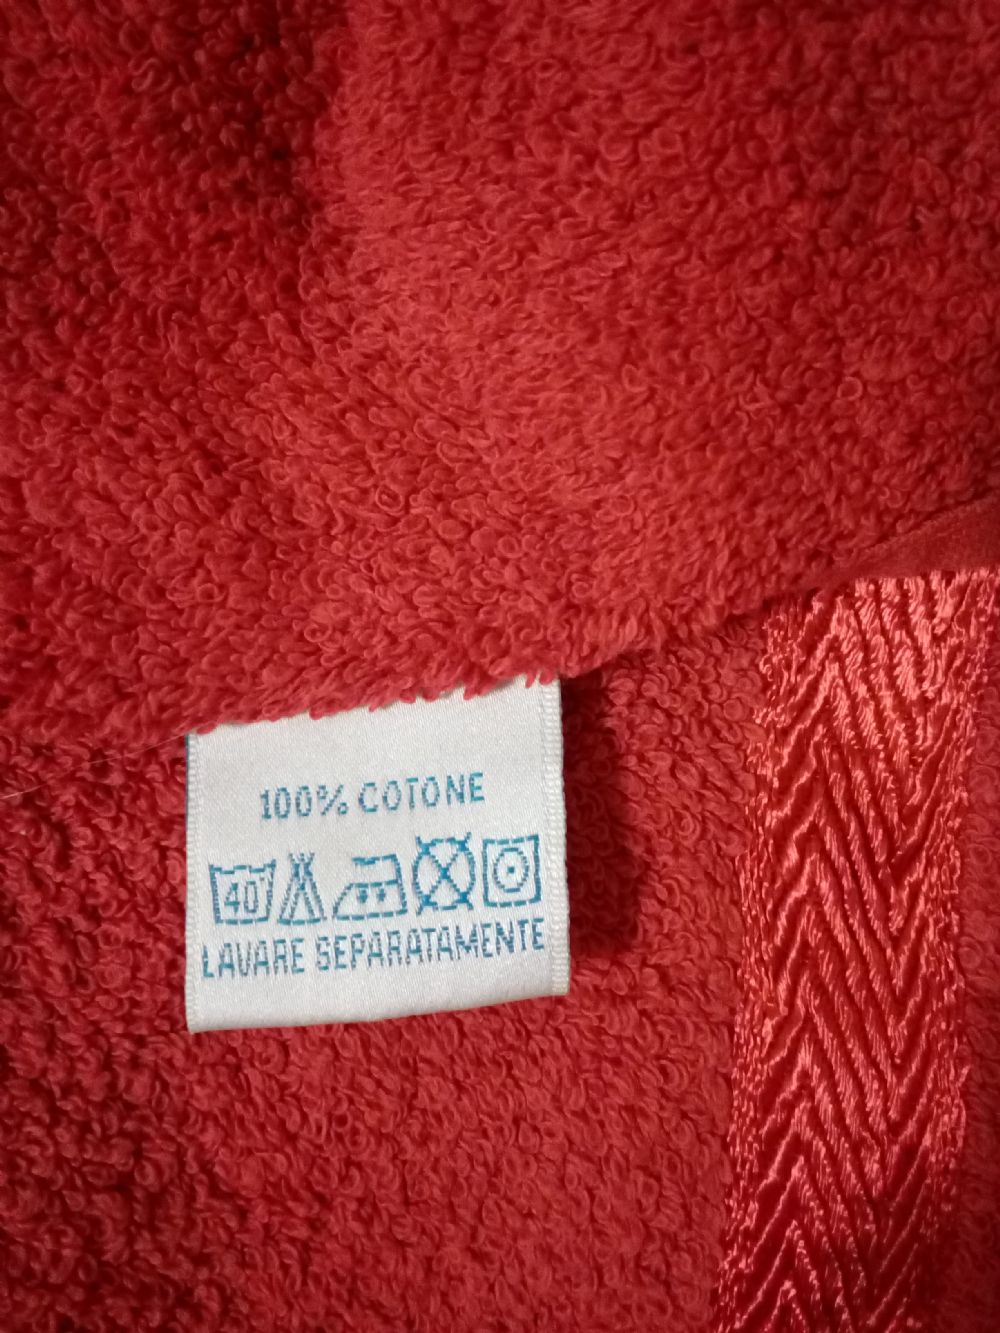 100% COTONE
40
LAVARE SEPARATAMENTE